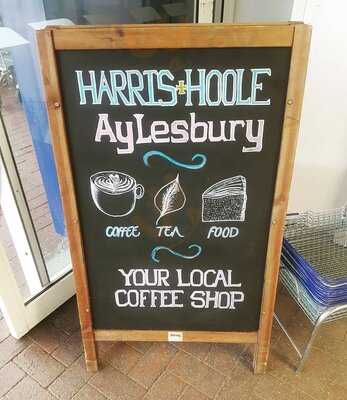 HARRIS+HOOLE
AyLesbury
COFFEE TEA FOOD
YOUR LOCAL
COFFEE SHOP